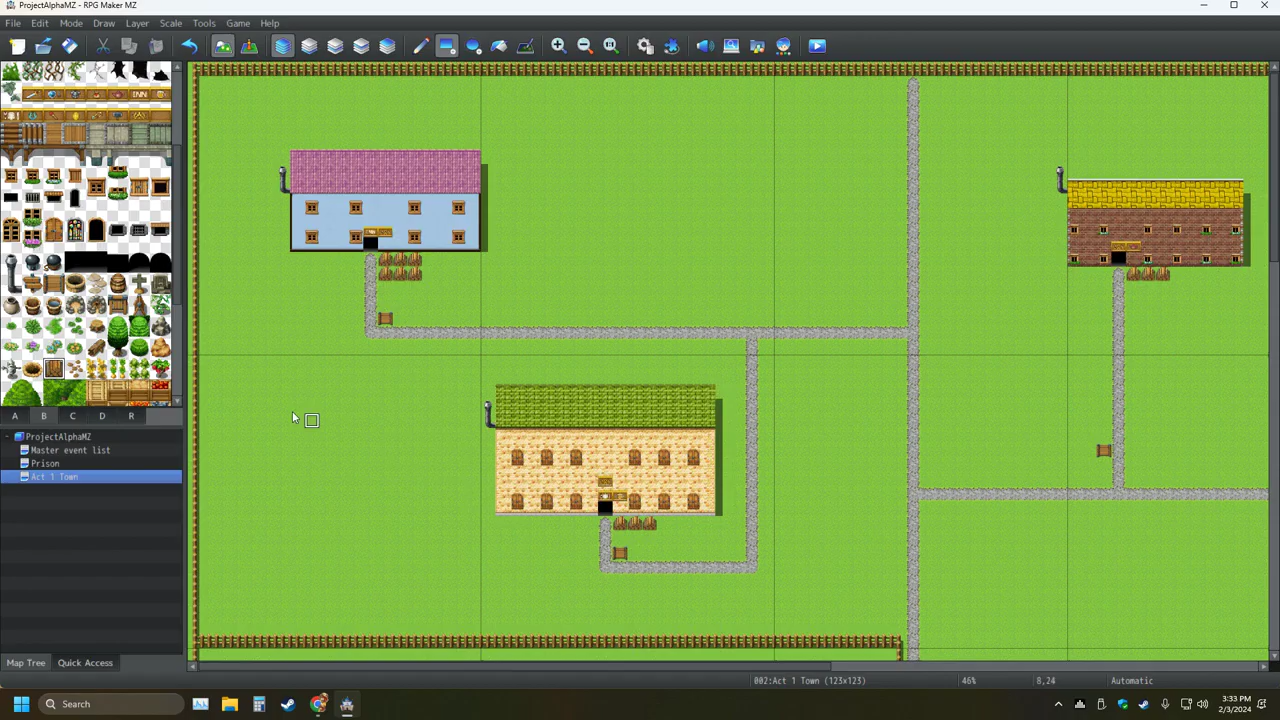 ProjectAlphaMZ - RPG Maker MZ
File Edit Mode Draw Layer Scale Tools Game Help
INN
A B C D R
ProjectAlphaMZ
Master event list
Prison
Act 1 Town
Map Tree Quick Access
002:Act 1 Town (123x123) 46% 8,24 Automatic
Search
3:33 PM
2/3/2024